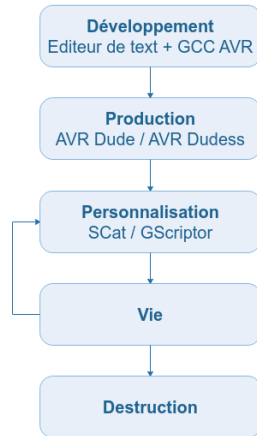 Développement
Editeur de text + GCC AVR
Production
AVR Dude / AVR Dudess
Personnalisation
SCat / GScriptor
Vie
Destruction